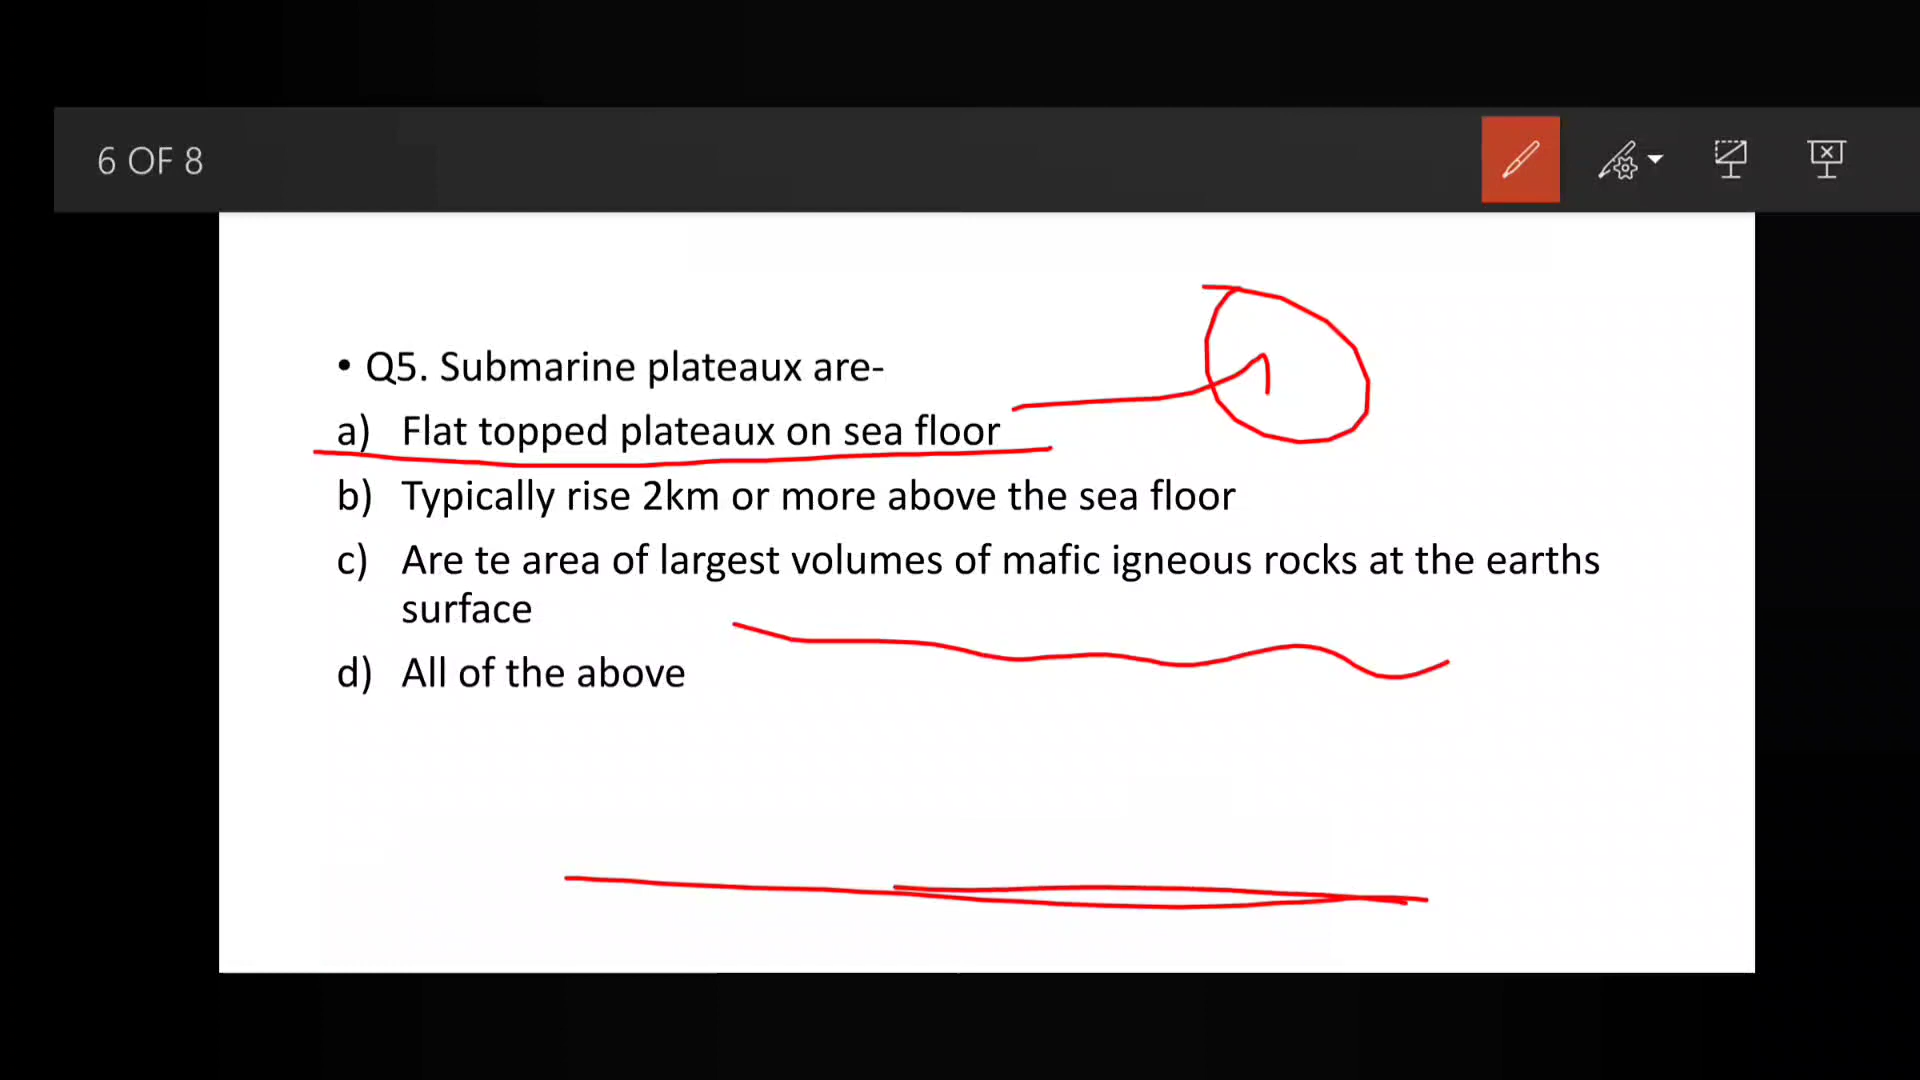 6 OF 8
• Q5. Submarine plateaux are-
a) Flat topped plateaux on sea floor
b) Typically rise 2km or more above the sea floor
c) Are te area of largest volumes of mafic igneous rocks at the earths
surface
d) All of the above